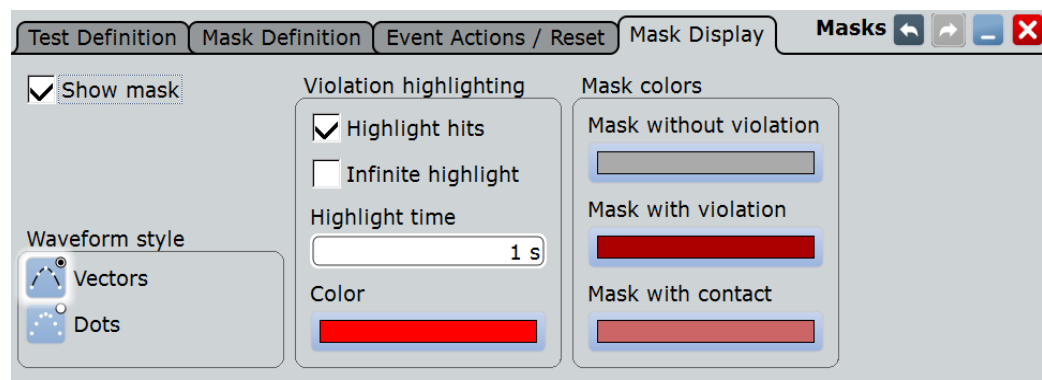 Test Definition Mask Definition Event Actions / Reset Mask Display Masks
Show mask
Violation highlighting
Highlight hits
Infinite highlight
Highlight time
1 s
Color
Mask colors
Mask without violation
Mask with violation
Mask with contact
Waveform style
Vectors
Dots